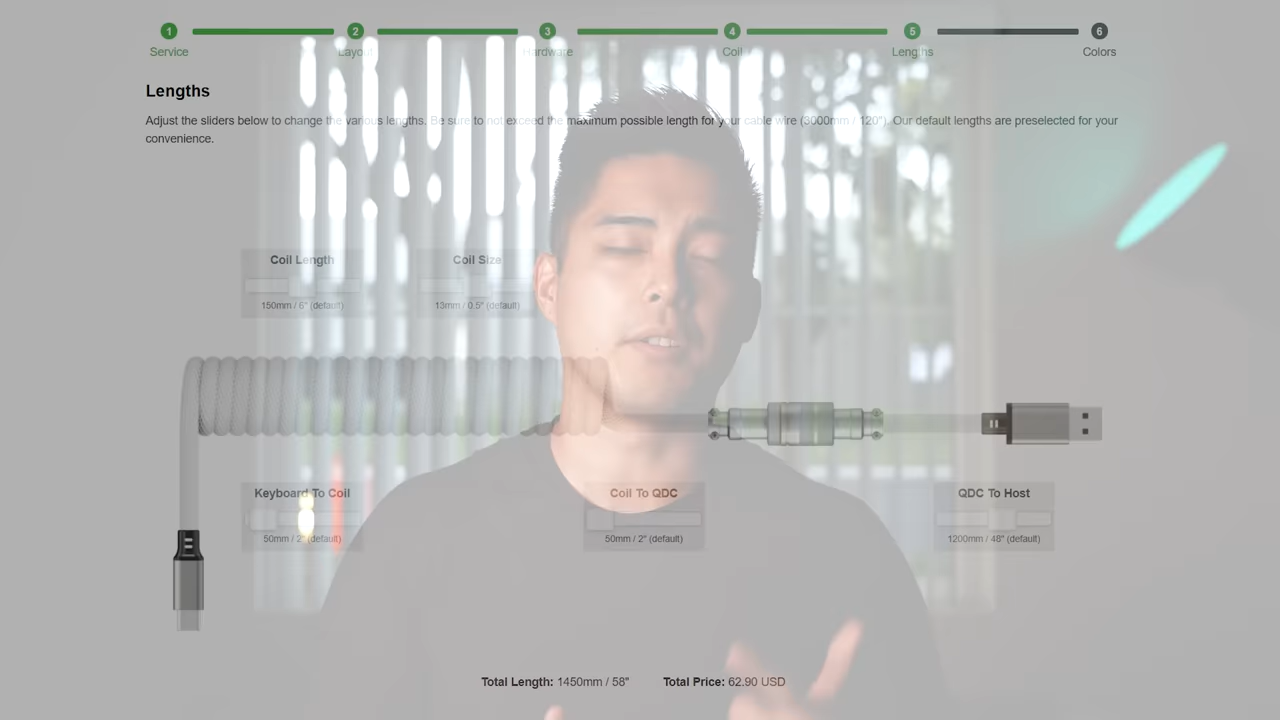 1 2 3 4 5 6
Service Layout Hardware Coil Lengths Colors
Lengths
Adjust the sliders below to change the various lengths. Be sure to not exceed the maximum possible length for your cable wire (3000mm / 120"). Our default lengths are preselected for your
convenience.
Coil Length Coil Size
150mm / 6" (default) 13mm / 0.5" (default)
Keyboard To Coil Coil To QDC QDC To Host
50mm / 2" (default) 50mm / 2" (default) 1200mm / 48" (default)
Total Length: 1450mm / 58" Total Price: 62.90 USD